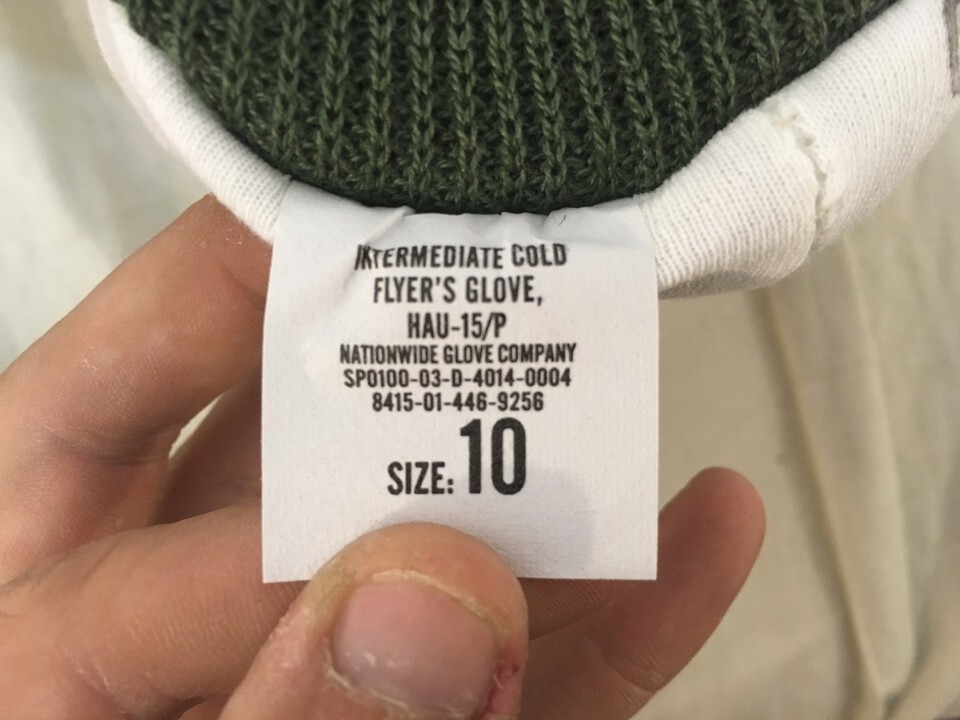 INTERMEDIATE COLD
FLYER'S GLOVE,
HAU-15/P
NATIONWIDE GLOVE COMPANY
SP0100-03-D-4014-0004
8415-01-446-9256
SIZE: 10